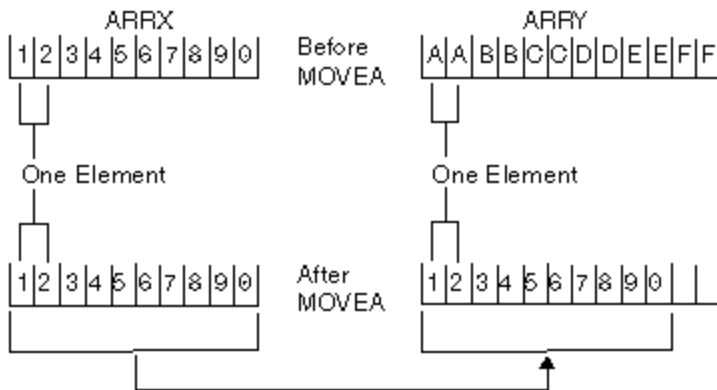 ARRX ARRY
1 2 3 4 5 6 7 8 9 0 Before A A B B C C D D E E F F
MOVEA
One Element One Element
1 2 3 4 5 6 7 8 9 0 After 1 2 3 4 5 6 7 8 9 0
MOVEA